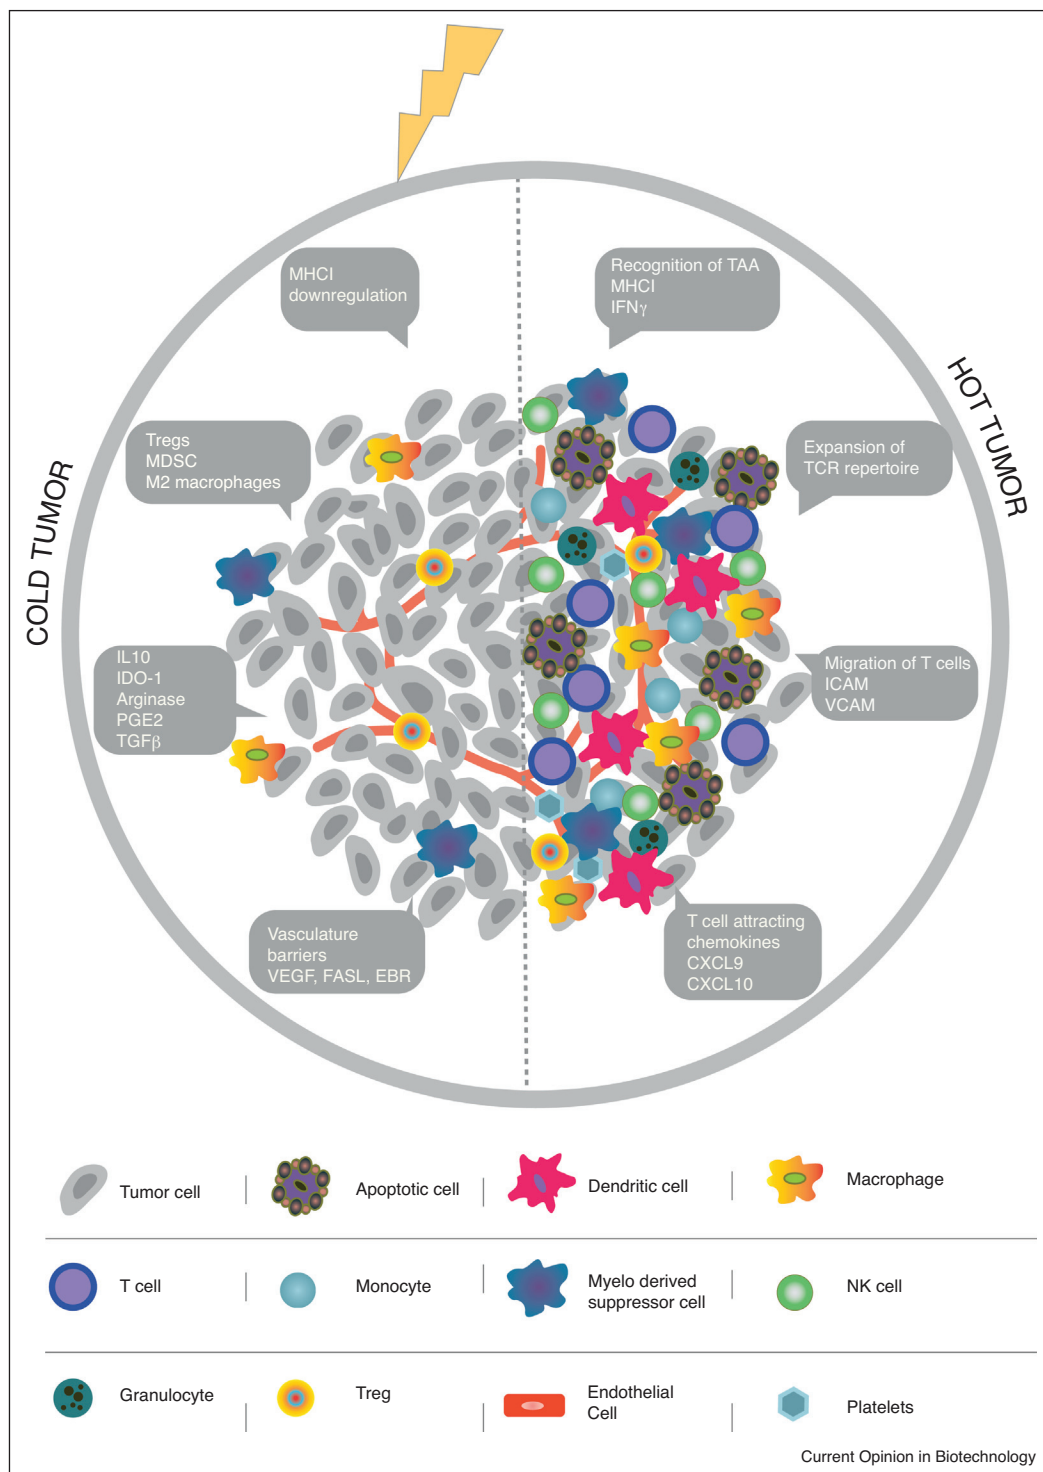 MHCI
downregulation
Recognition of TAA
MHCI
IFNγ
COLD TUMOR
HOT TUMOR
Tregs
MDSC
M2 macrophages
Expansion of
TCR repertoire
IL10
IDO-1
Arginase
PGE2
TGFβ
Migration of T cells
ICAM
VCAM
Vasculature
barriers
VEGF, FASL, EBR
T cell attracting
chemokines
CXCL9
CXCL10
Tumor cell
Apoptotic cell
Dendritic cell
Macrophage
T cell
Monocyte
Myelo derived
suppressor cell
NK cell
Granulocyte
Treg
Endothelial
Cell
Platelets
Current Opinion in Biotechnology